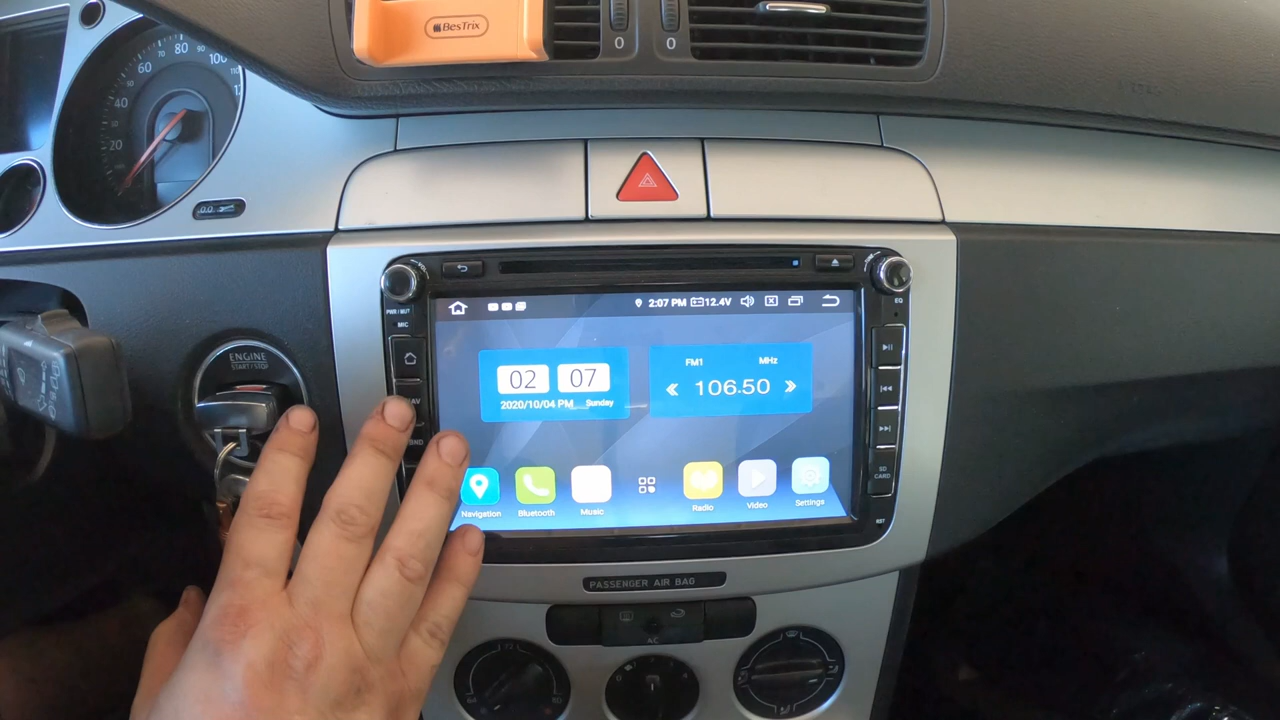 BesTrix
0
0
80
100
60
40
20
70
90
ENGINE
START/STOP
PWR / MUT
MIC
2:07 PM
12.4V
EQ
02
07
2020/10/04 PM
Sunday
FM1
MHz
106.50
Navigation
Bluetooth
Music
Radio
Video
Settings
SD
CARD
RST
PASSENGER AIR BAG
AC